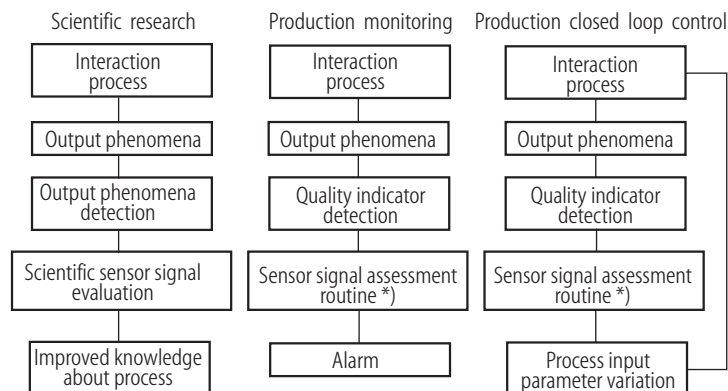 Scientific research
Interaction
process
Output phenomena
Output phenomena
detection
Scientific sensor signal
evaluation
Improved knowledge
about process
Production monitoring
Interaction
process
Output phenomena
Quality indicator
detection
Sensor signal assessment
routine *)
Alarm
Production closed loop control
Interaction
process
Output phenomena
Quality indicator
detection
Sensor signal assessment
routine *)
Process input
parameter variation